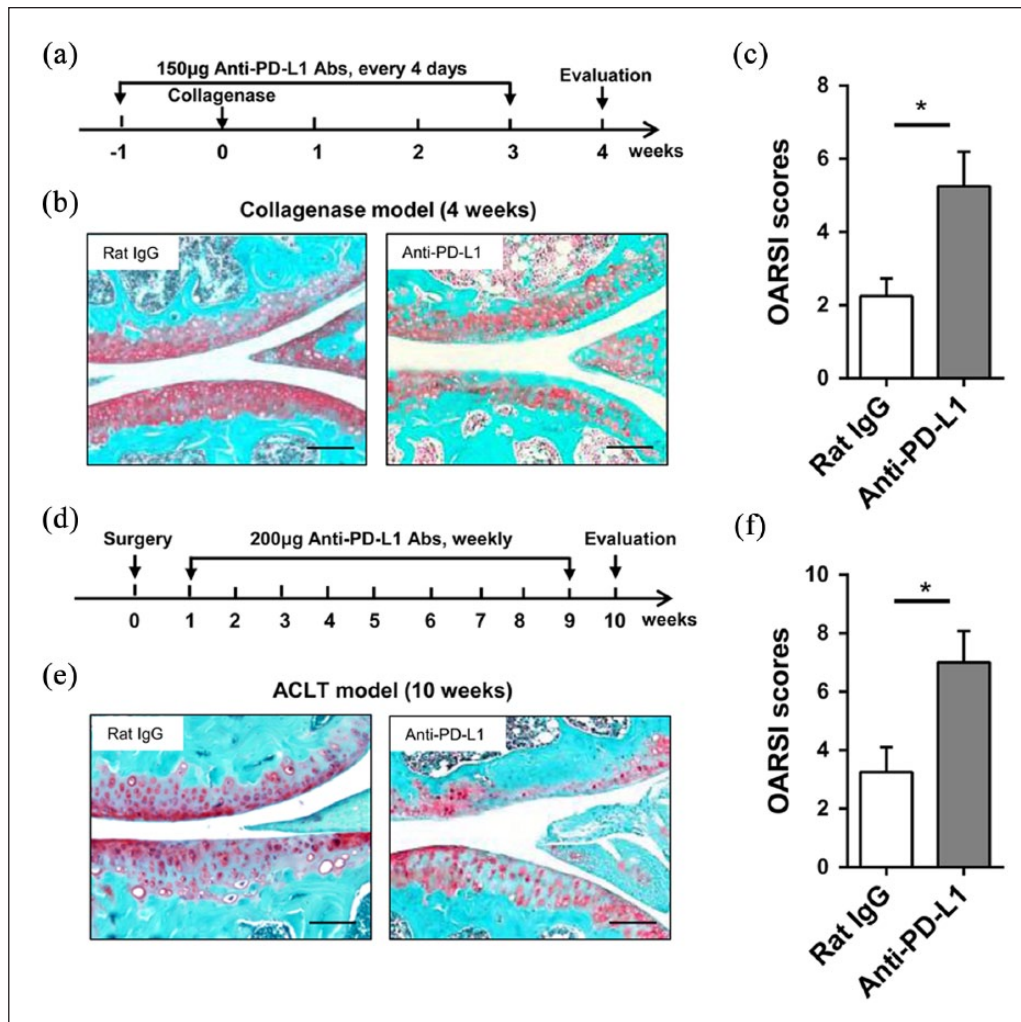 (a)
150µg Anti-PD-L1 Abs, every 4 days
Collagenase
Evaluation
-1 0 1 2 3 4 weeks
(b)
Collagenase model (4 weeks)
Rat IgG
Anti-PD-L1
(c)
OARSI scores
8
6
4
2
0
*
Rat IgG
Anti-PD-L1
(d)
Surgery
200µg Anti-PD-L1 Abs, weekly
Evaluation
0 1 2 3 4 5 6 7 8 9 10 weeks
(e)
ACLT model (10 weeks)
Rat IgG
Anti-PD-L1
(f)
OARSI scores
10
8
6
4
2
0
*
Rat IgG
Anti-PD-L1